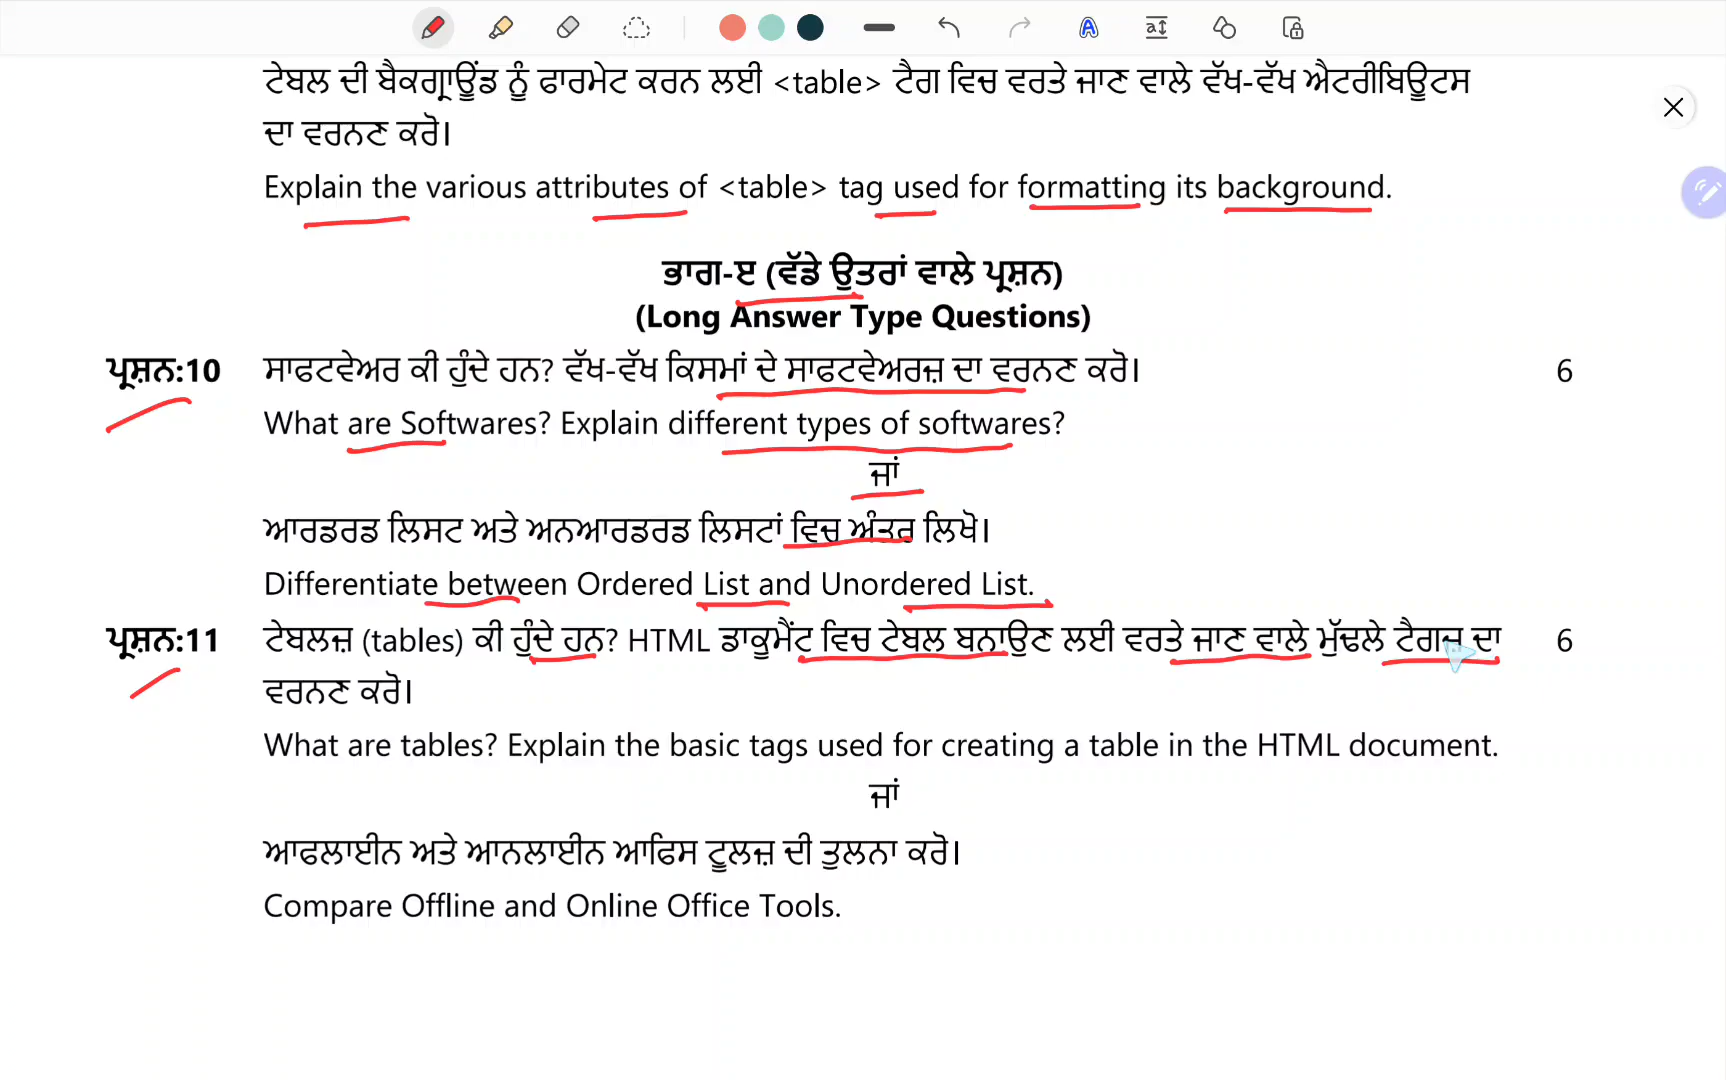 ਟੇਬਲ ਦੀ ਬੈਕਗ੍ਰਾਊਂਡ ਨੂੰ ਫਾਰਮੇਟ ਕਰਨ ਲਈ <table> ਟੈਗ ਵਿਚ ਵਰਤੇ ਜਾਣ ਵਾਲੇ ਵੱਖ-ਵੱਖ ਐਟਰੀਬਿਊਟਸ
ਦਾ ਵਰਨਣ ਕਰੋ।
Explain the various attributes of <table> tag used for formatting its background.
ਭਾਗ-ੲ (ਵੱਡੇ ਉਤਰਾਂ ਵਾਲੇ ਪ੍ਰਸ਼ਨ)
(Long Answer Type Questions)
ਪ੍ਰਸ਼ਨ:10 ਸਾਫਟਵੇਅਰ ਕੀ ਹੁੰਦੇ ਹਨ? ਵੱਖ-ਵੱਖ ਕਿਸਮਾਂ ਦੇ ਸਾਫਟਵੇਅਰਜ਼ ਦਾ ਵਰਨਣ ਕਰੋ। 6
What are Softwares? Explain different types of softwares?
ਜਾਂ
ਆਰਡਰਡ ਲਿਸਟ ਅਤੇ ਅਨਆਰਡਰਡ ਲਿਸਟਾਂ ਵਿਚ ਅੰਤਰ ਲਿਖੋ।
Differentiate between Ordered List and Unordered List.
ਪ੍ਰਸ਼ਨ:11 ਟੇਬਲਜ਼ (tables) ਕੀ ਹੁੰਦੇ ਹਨ? HTML ਡਾਕੂਮੈਂਟ ਵਿਚ ਟੇਬਲ ਬਨਾਉਣ ਲਈ ਵਰਤੇ ਜਾਣ ਵਾਲੇ ਮੁੱਢਲੇ ਟੈਗਜ਼ ਦਾ 6
ਵਰਨਣ ਕਰੋ।
What are tables? Explain the basic tags used for creating a table in the HTML document.
ਜਾਂ
ਆਫਲਾਈਨ ਅਤੇ ਆਨਲਾਈਨ ਆਫਿਸ ਟੂਲਜ਼ ਦੀ ਤੁਲਨਾ ਕਰੋ।
Compare Offline and Online Office Tools.